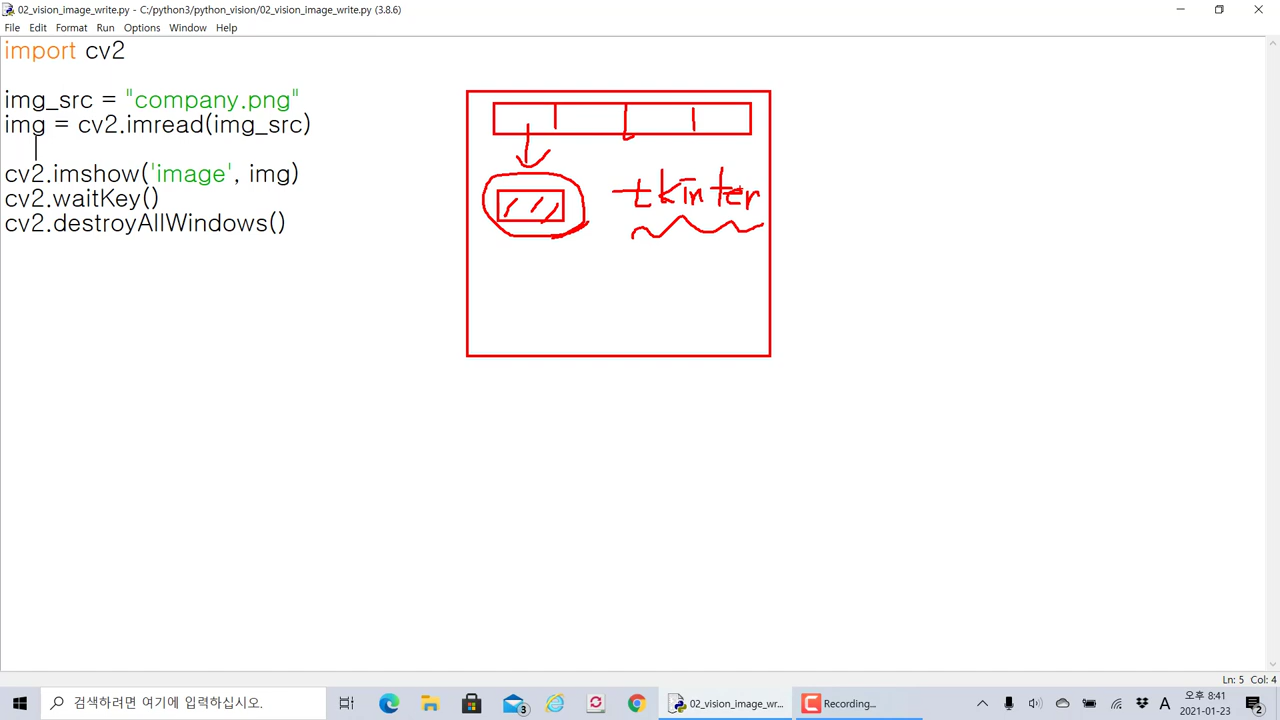 02_vision_image_write.py - C:/python3/python_vision/02_vision_image_write.py (3.8.6)
File Edit Format Run Options Window Help
import cv2
img_src = "company.png"
img = cv2.imread(img_src)
cv2.imshow('image', img)
cv2.waitKey()
cv2.destroyAllWindows()
tkinter
Ln: 5 Col: 4
검색하려면 여기에 입력하십시오.
3
02_vision_image_wr...
Recording...
A
오후 8:41
2021-01-23
2